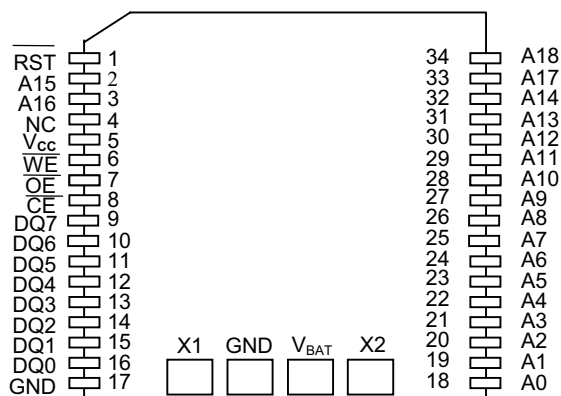 RST 1 34 A18
A15 2 33 A17
A16 3 32 A14
NC 4 31 A13
Vcc 5 30 A12
WE 6 29 A11
OE 7 28 A10
CE 8 27 A9
DQ7 9 26 A8
DQ6 10 25 A7
DQ5 11 24 A6
DQ4 12 23 A5
DQ3 13 22 A4
DQ2 14 21 A3
DQ1 15 20 A2
DQ0 16 19 A1
GND 17 18 A0
X1 GND VBAT X2